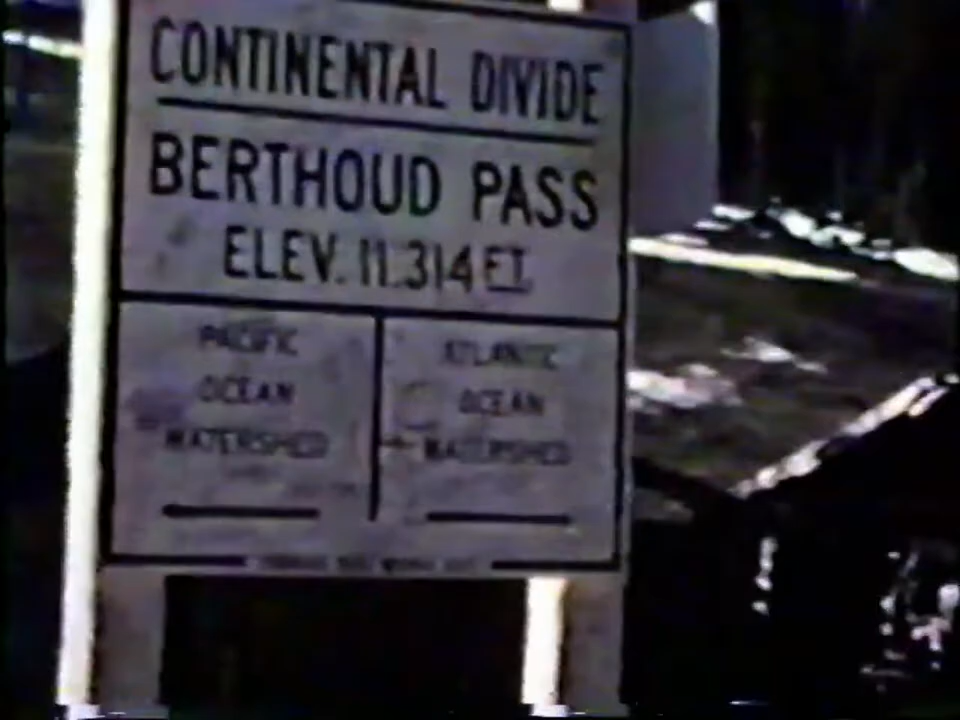 CONTINENTAL DIVIDE
BERTHOUD PASS
ELEV. 11.314 FT.
PACIFIC
OCEAN
WATERSHED
ATLANTIC
OCEAN
WATERSHED